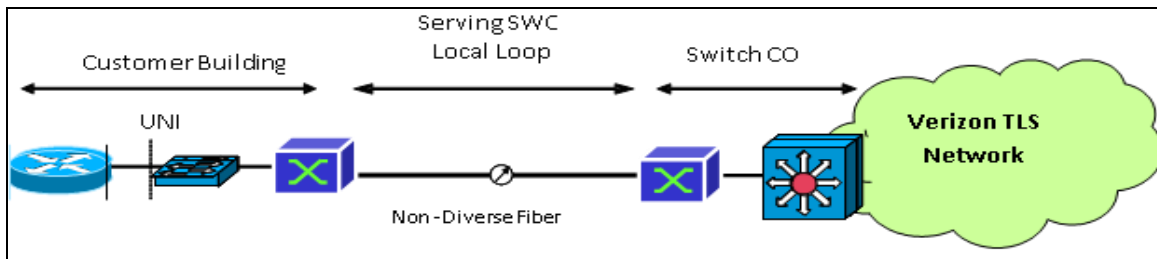 Serving SWC
Local Loop
Customer Building
Switch CO
UNI
Verizon TLS
Network
Non-Diverse Fiber